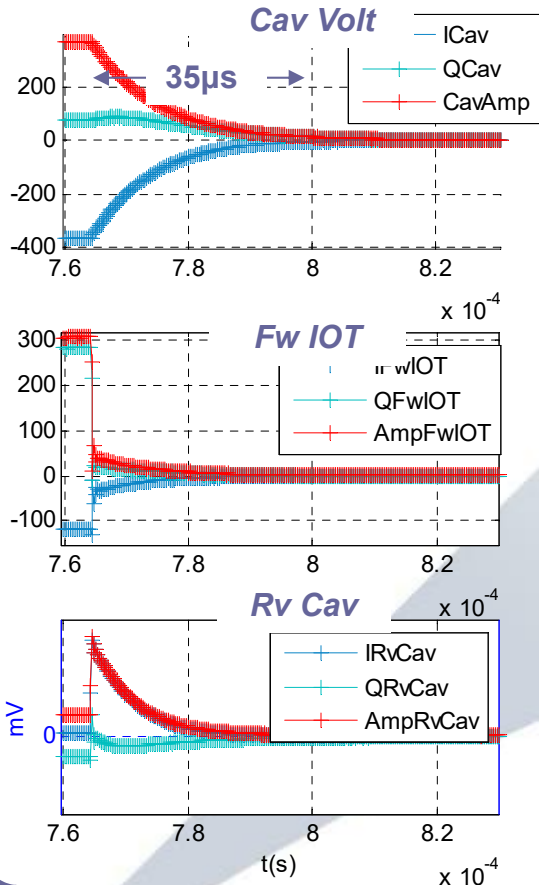 Cav Volt
ICav
QCav
CavAmp
35µs
200
0
-200
-400
7.6
7.8
8
8.2
x 10⁻⁴
Fw IOT
IFwIOT
QFwIOT
AmpFwIOT
300
200
100
0
-100
7.6
7.8
8
8.2
x 10⁻⁴
Rv Cav
IRvCav
QRvCav
AmpRvCav
mV
0
7.6
7.8
8
8.2
t(s)
x 10⁻⁴